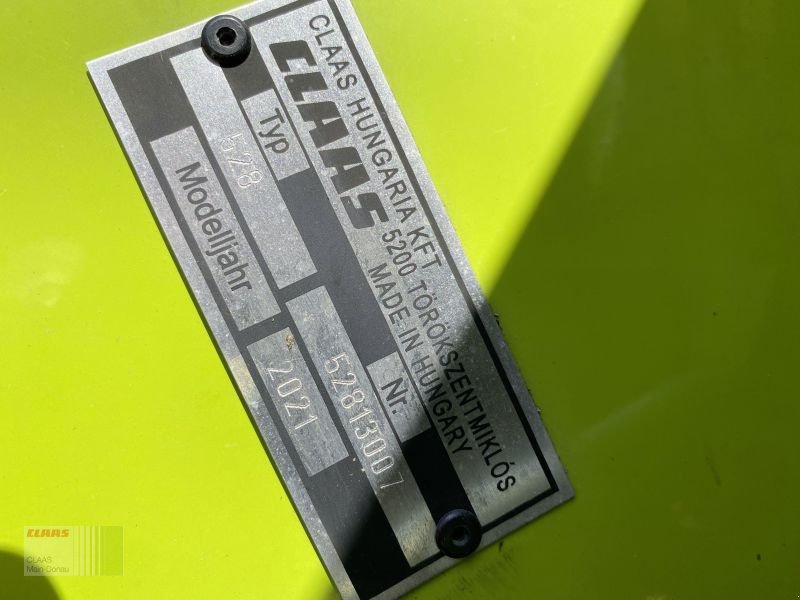 CLAAS HUNGARIA KFT
5200 TÖRÖKSZENTMIKLÓS
MADE IN HUNGARY
CLAAS
Typ
Nr.
528
52813007
Modelljahr
2021
CLAAS
CLAAS
Main-Donau